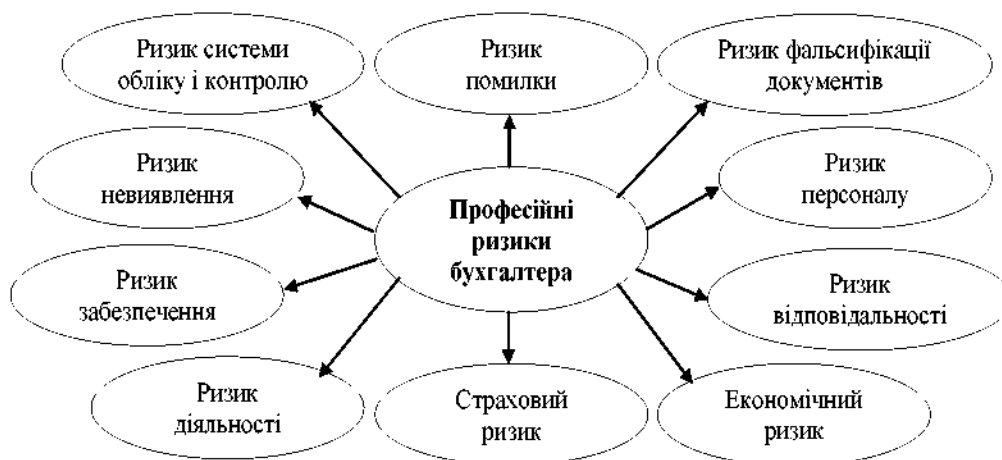 Ризик системи
обліку і контролю
Ризик
помилки
Ризик фальсифікації
документів
Ризик
невиявлення
Професійні
ризики
бухгалтера
Ризик
персоналу
Ризик
забезпечення
Ризик
відповідальності
Ризик
діяльності
Страховий
ризик
Економічний
ризик